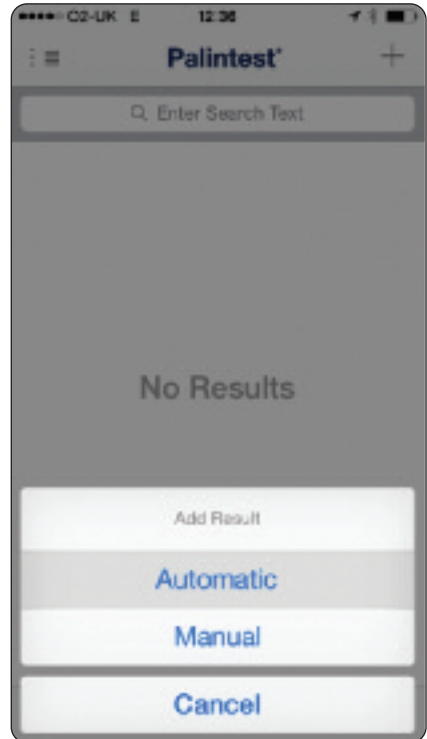 O2-UK E 12:36
Palintest
Enter Search Text
No Results
Add Result
Automatic
Manual
Cancel